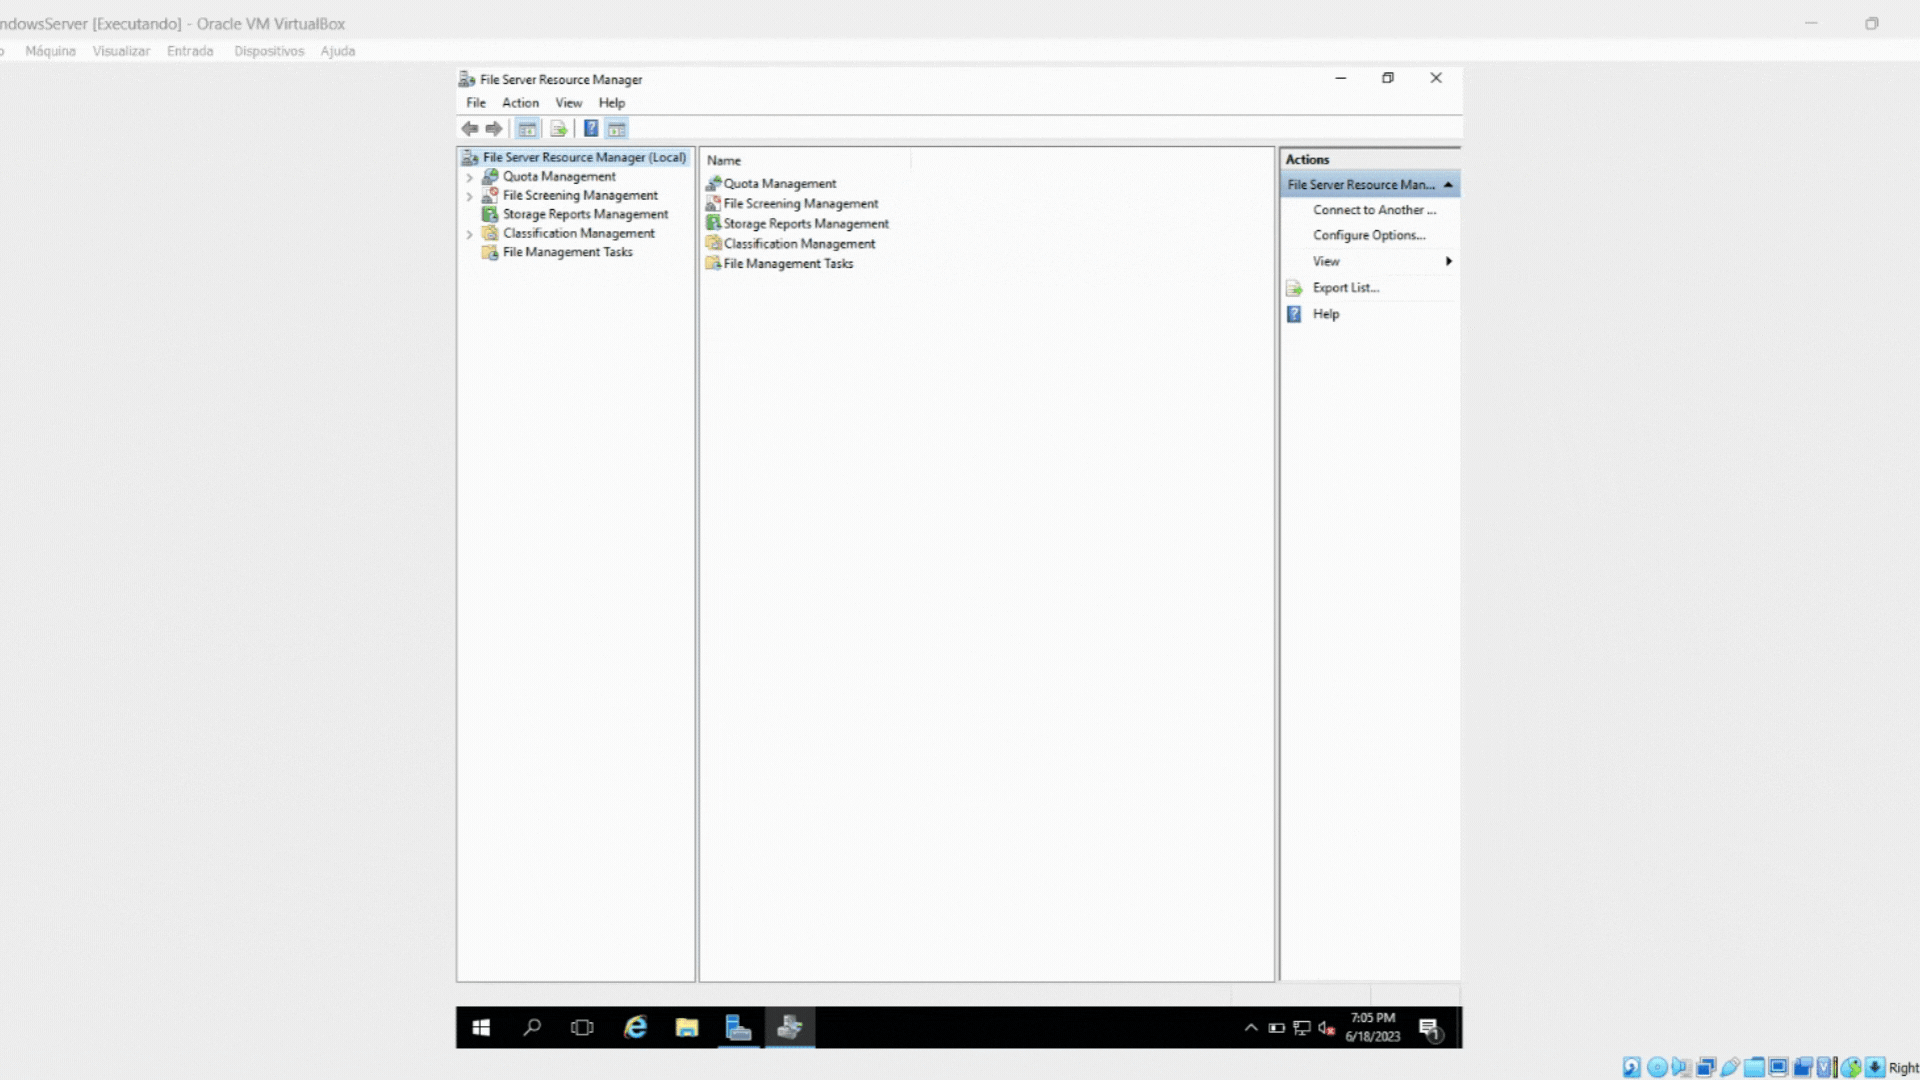 ndowsServer [Executando] - Oracle VM VirtualBox
o Máquina Visualizar Entrada Dispositivos Ajuda
File Server Resource Manager
File Action View Help
File Server Resource Manager (Local)
Quota Management
File Screening Management
Storage Reports Management
Classification Management
File Management Tasks
Name
Quota Management
File Screening Management
Storage Reports Management
Classification Management
File Management Tasks
Actions
File Server Resource Man...
Connect to Another ...
Configure Options...
View
Export List...
Help
7:05 PM
6/18/2023
1
Right